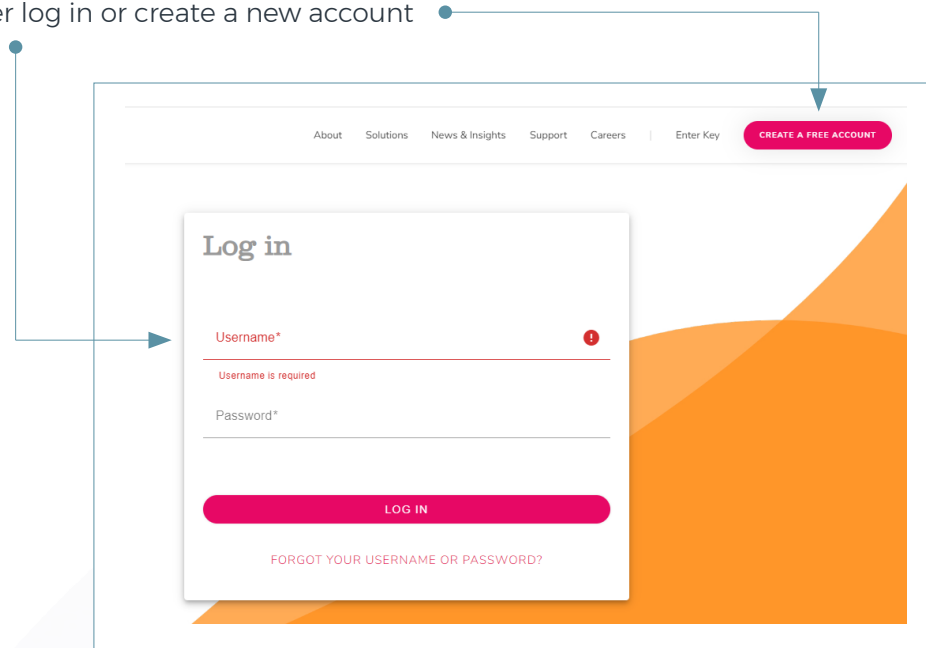 log in or create a new account
About Solutions News & Insights Support Careers | Enter Key CREATE A FREE ACCOUNT
Log in
Username*
Username is required
Password*
LOG IN
FORGOT YOUR USERNAME OR PASSWORD?